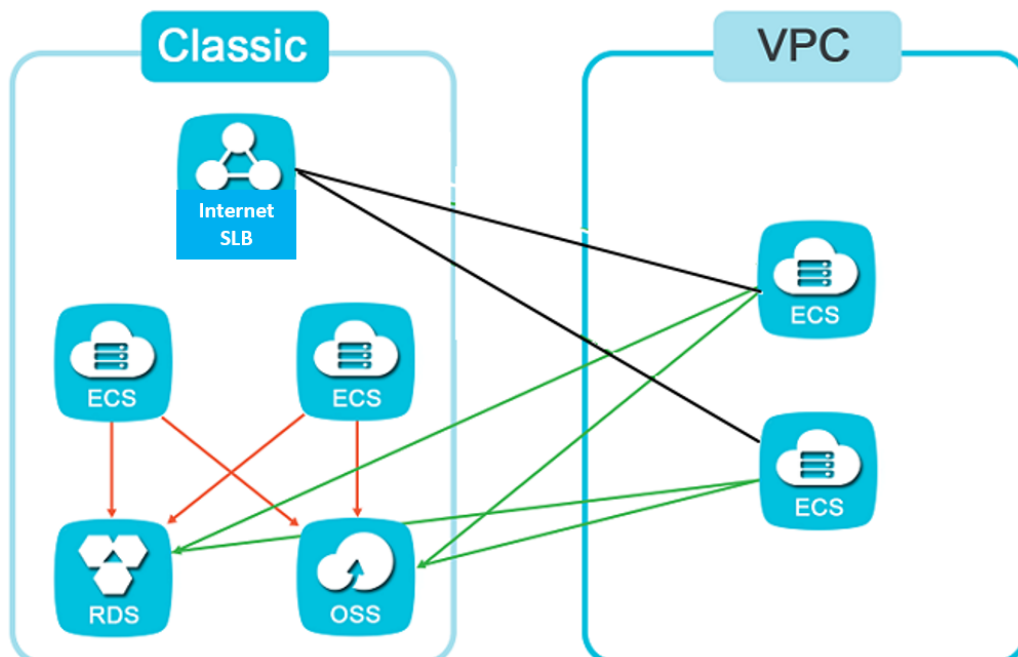 Classic
VPC
Internet
SLB
ECS
ECS
ECS
ECS
RDS
OSS